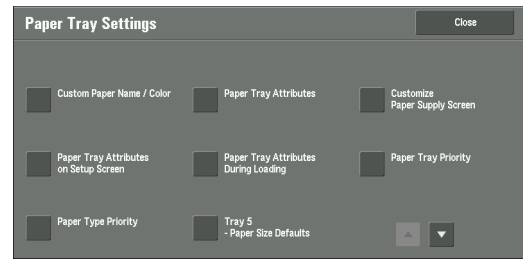 Paper Tray Settings
Close
Custom Paper Name / Color
Paper Tray Attributes
Customize
Paper Supply Screen
Paper Tray Attributes
on Setup Screen
Paper Tray Attributes
During Loading
Paper Tray Priority
Paper Type Priority
Tray 5
- Paper Size Defaults